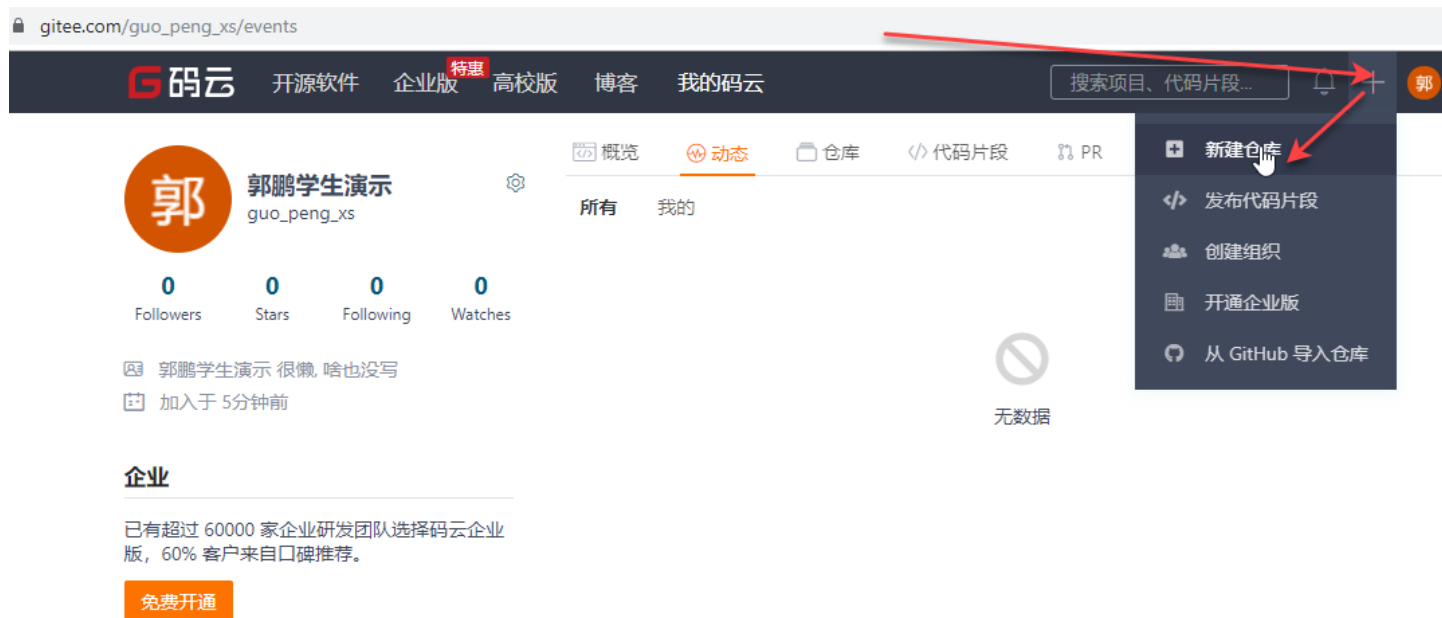 gitee.com/guo_peng_xs/events
G码云 开源软件 企业版 特惠 高校版 博客 我的码云 搜索项目、代码片段... 郭
概览 动态 仓库 代码片段 PR
新建仓库
郭
郭鹏学生演示
guo_peng_xs
所有 我的
发布代码片段
创建组织
0 0 0 0
Followers Stars Following Watches
开通企业版
从 GitHub 导入仓库
郭鹏学生演示 很懒, 啥也没写
加入于 5分钟前
无数据
企业
已有超过 60000 家企业研发团队选择码云企业
版，60% 客户来自口碑推荐。
免费开通